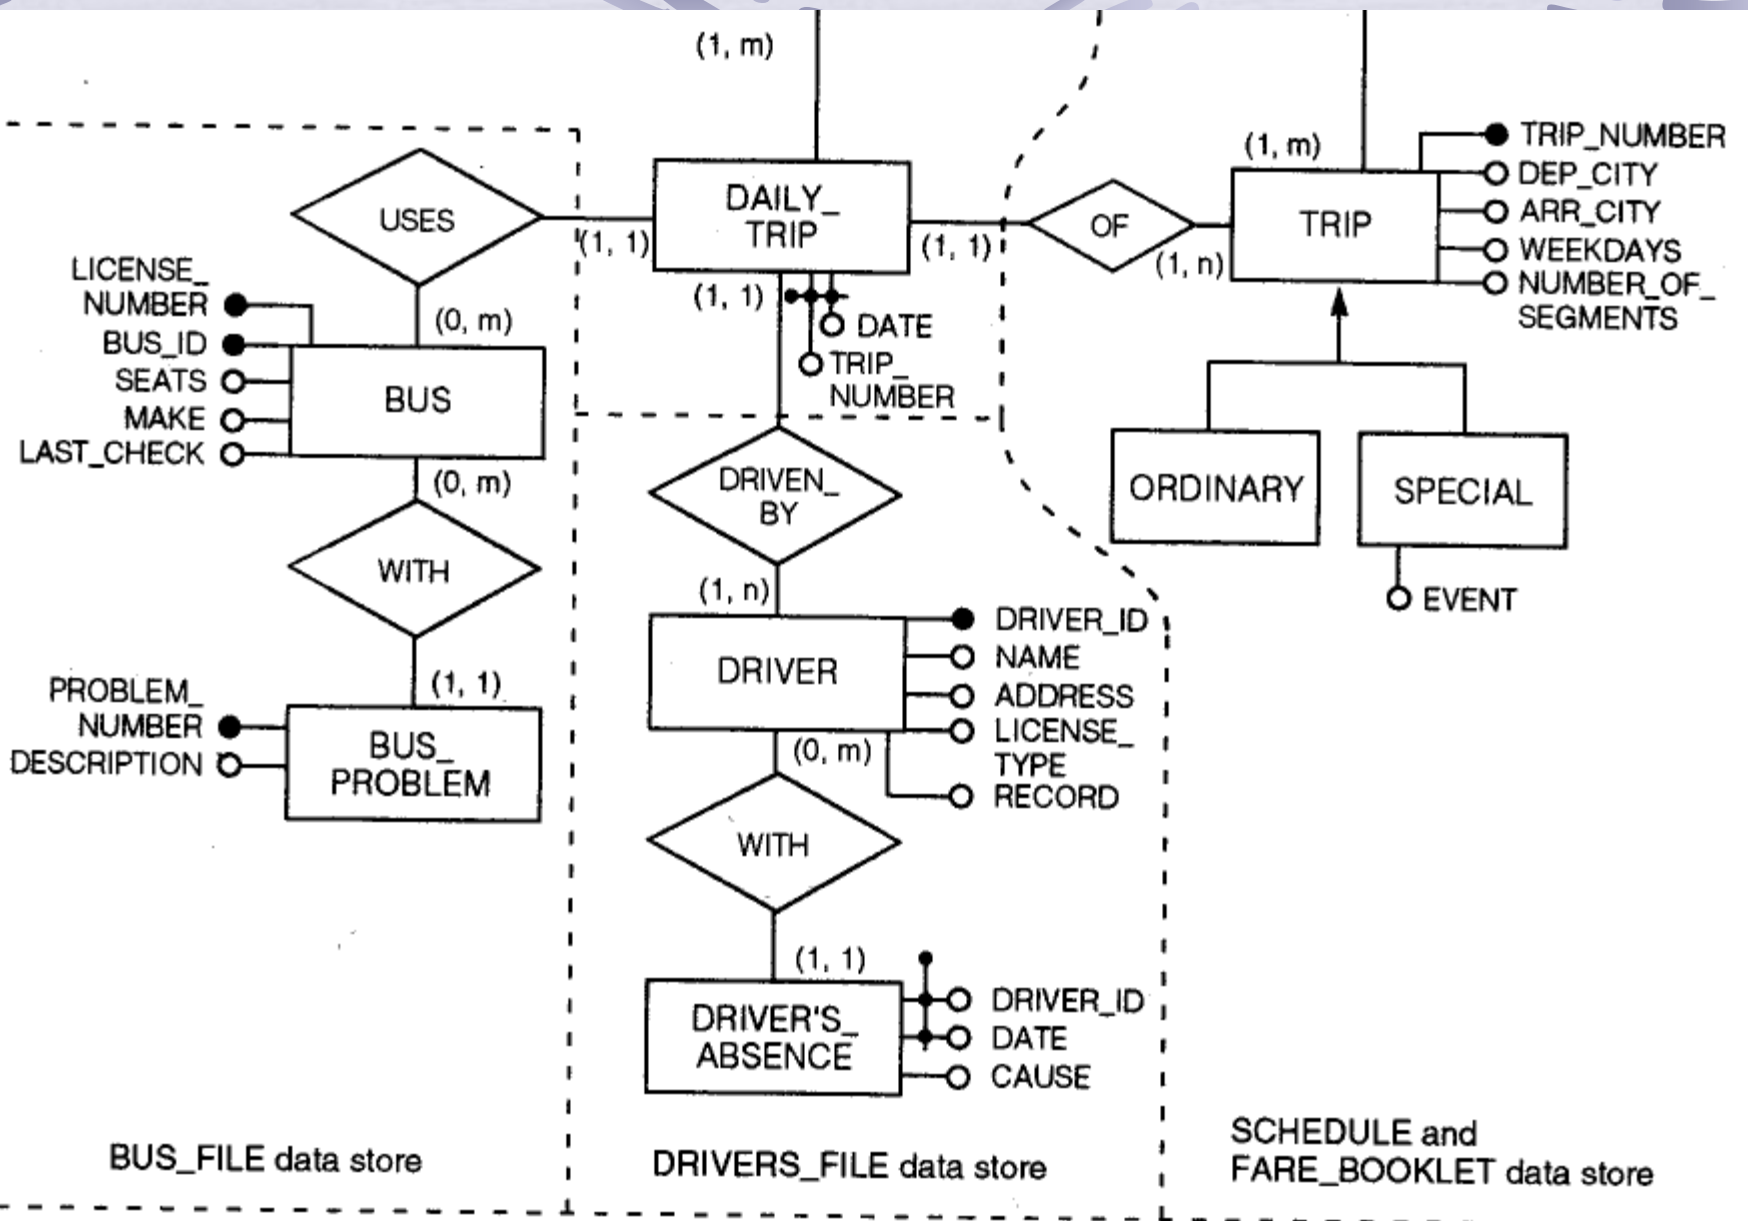 (1, m)
(1, m)
TRIP_NUMBER
DEP_CITY
ARR_CITY
WEEKDAYS
NUMBER_OF_
SEGMENTS
TRIP
(1, n)
OF
DAILY_
TRIP
(1, 1)
(1, 1)
(1, 1)
DATE
TRIP_
NUMBER
USES
(0, m)
LICENSE_
NUMBER
BUS_ID
SEATS
MAKE
LAST_CHECK
BUS
(0, m)
WITH
(1, 1)
PROBLEM_
NUMBER
DESCRIPTION
BUS_
PROBLEM
DRIVEN_
BY
(1, n)
DRIVER
DRIVER_ID
NAME
ADDRESS
LICENSE_
TYPE
RECORD
(0, m)
WITH
(1, 1)
DRIVER'S_
ABSENCE
DRIVER_ID
DATE
CAUSE
ORDINARY
SPECIAL
EVENT
BUS_FILE data store
DRIVERS_FILE data store
SCHEDULE and
FARE_BOOKLET data store